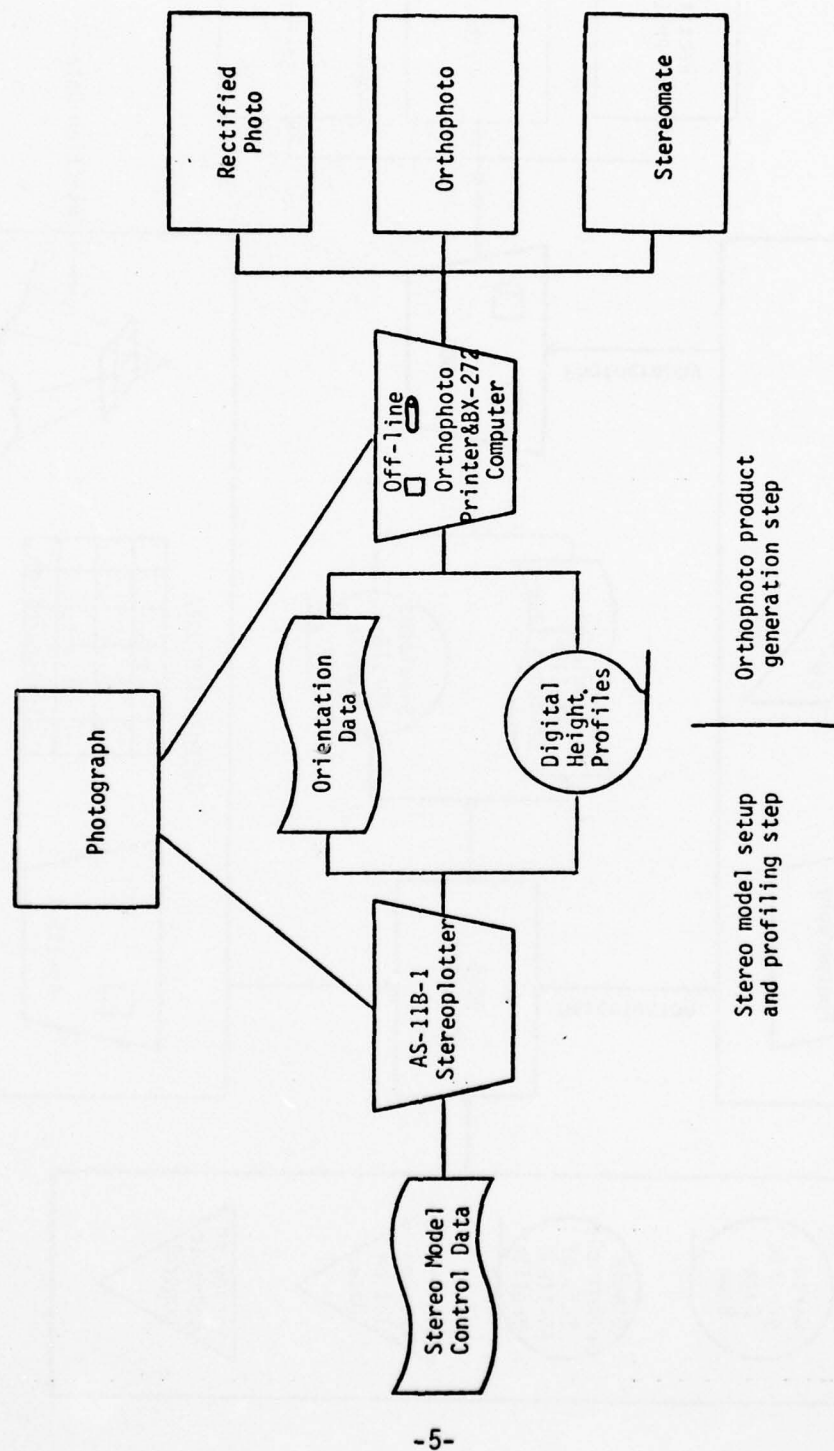 Photograph
Stereo Model
Control Data
AS-11B-1
Stereoplotter
Orientation
Data
Digital
Height
Profiles
Off-line
Orthophoto
Printer&BX-272
Computer
Rectified
Photo
Orthophoto
Stereomate
Stereo model setup
and profiling step
Orthophoto product
generation step
-5-